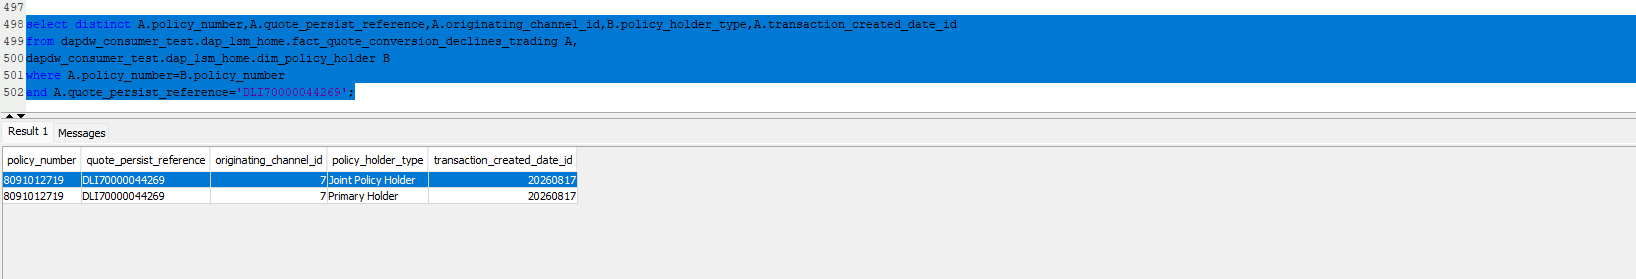 497
498 select distinct A.policy_number,A.quote_persist_reference,A.originating_channel_id,B.policy_holder_type,A.transaction_created_date_id
499 from dapdw_consumer_test.dap_lsm_home.fact_quote_conversion_declines_trading A,
500 dapdw_consumer_test.dap_lsm_home.dim_policy_holder B
501 where A.policy_number=B.policy_number
502 and A.quote_persist_reference='DLI70000044269';
Result 1 Messages
policy_number quote_persist_reference originating_channel_id policy_holder_type transaction_created_date_id
8091012719 DLI70000044269 7 Joint Policy Holder 20260817
8091012719 DLI70000044269 7 Primary Holder 20260817